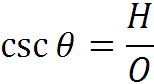 csc θ = H/O